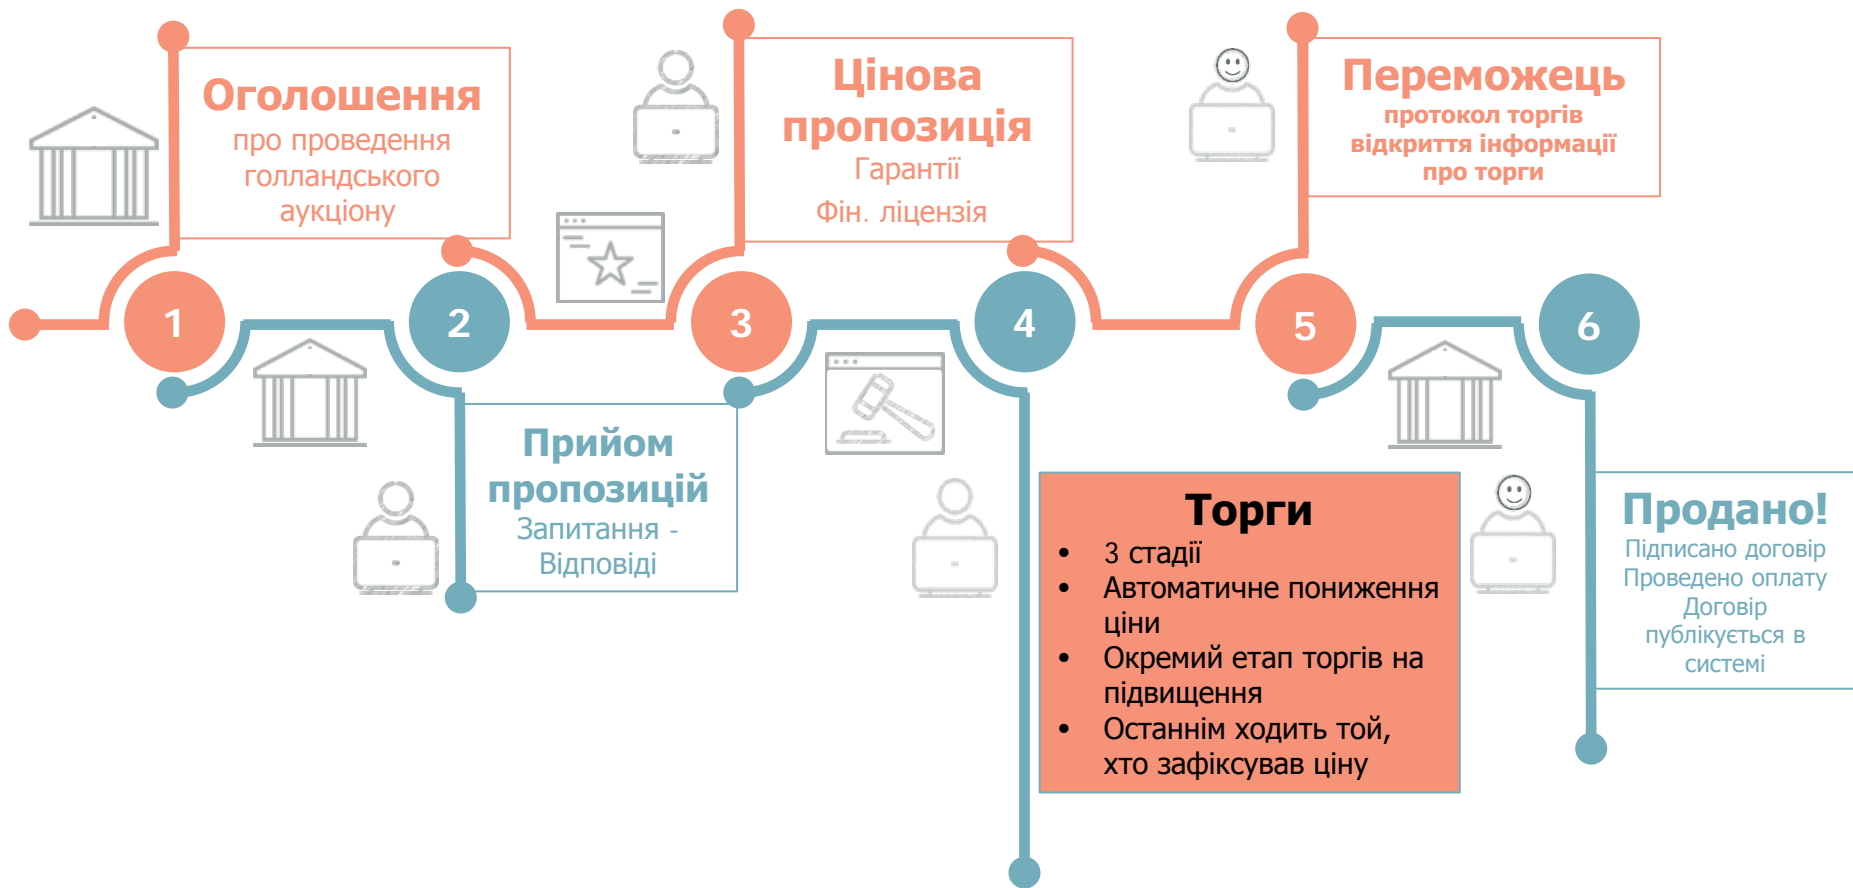 1
Оголошення
про проведення
голландського
аукціону
2
Прийом
пропозицій
Запитання -
Відповіді
3
Цінова
пропозиція
Гарантії
Фін. ліцензія
4
Торги
• 3 стадії
• Автоматичне пониження
ціни
• Окремий етап торгів на
підвищення
• Останнім ходить той,
хто зафіксував ціну
5
Переможець
протокол торгів
відкриття інформації
про торги
6
Продано!
Підписано договір
Проведено оплату
Договір
публікується в
системі